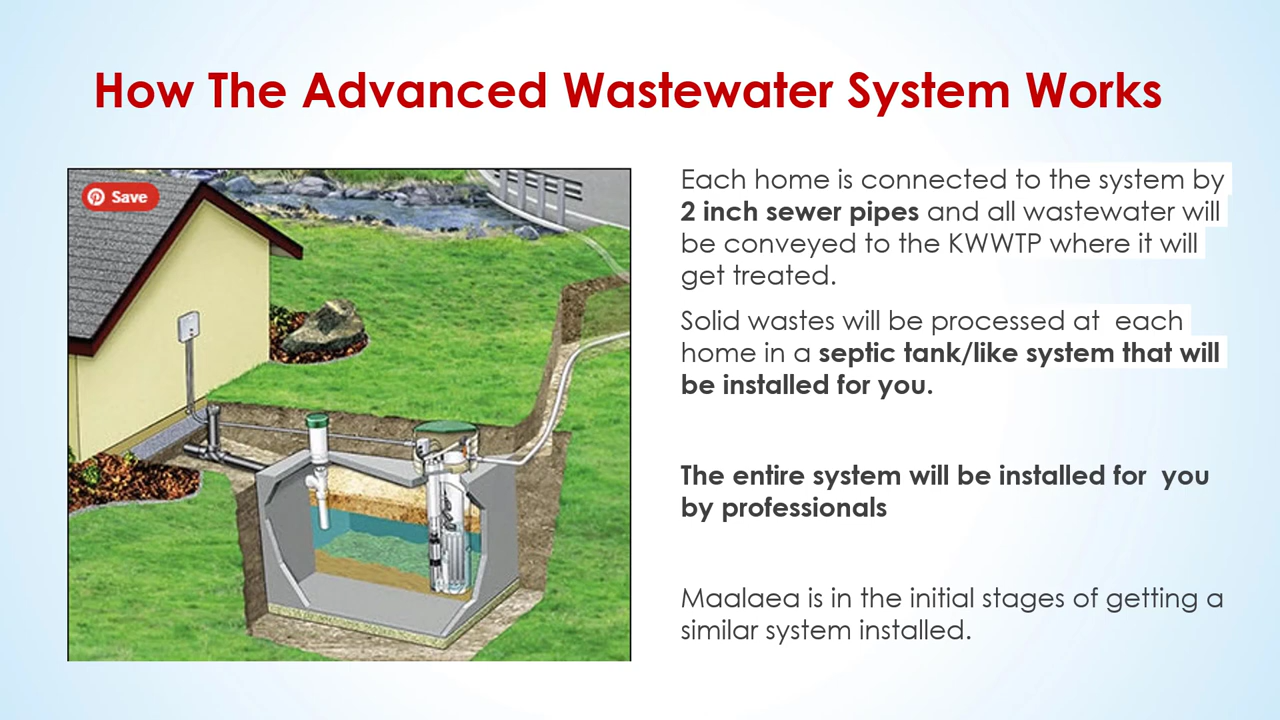 How The Advanced Wastewater System Works
Save
Each home is connected to the system by
2 inch sewer pipes and all wastewater will
be conveyed to the KWWTP where it will
get treated.
Solid wastes will be processed at  each
home in a septic tank/like system that will
be installed for you.
The entire system will be installed for  you
by professionals
Maalaea is in the initial stages of getting a
similar system installed.